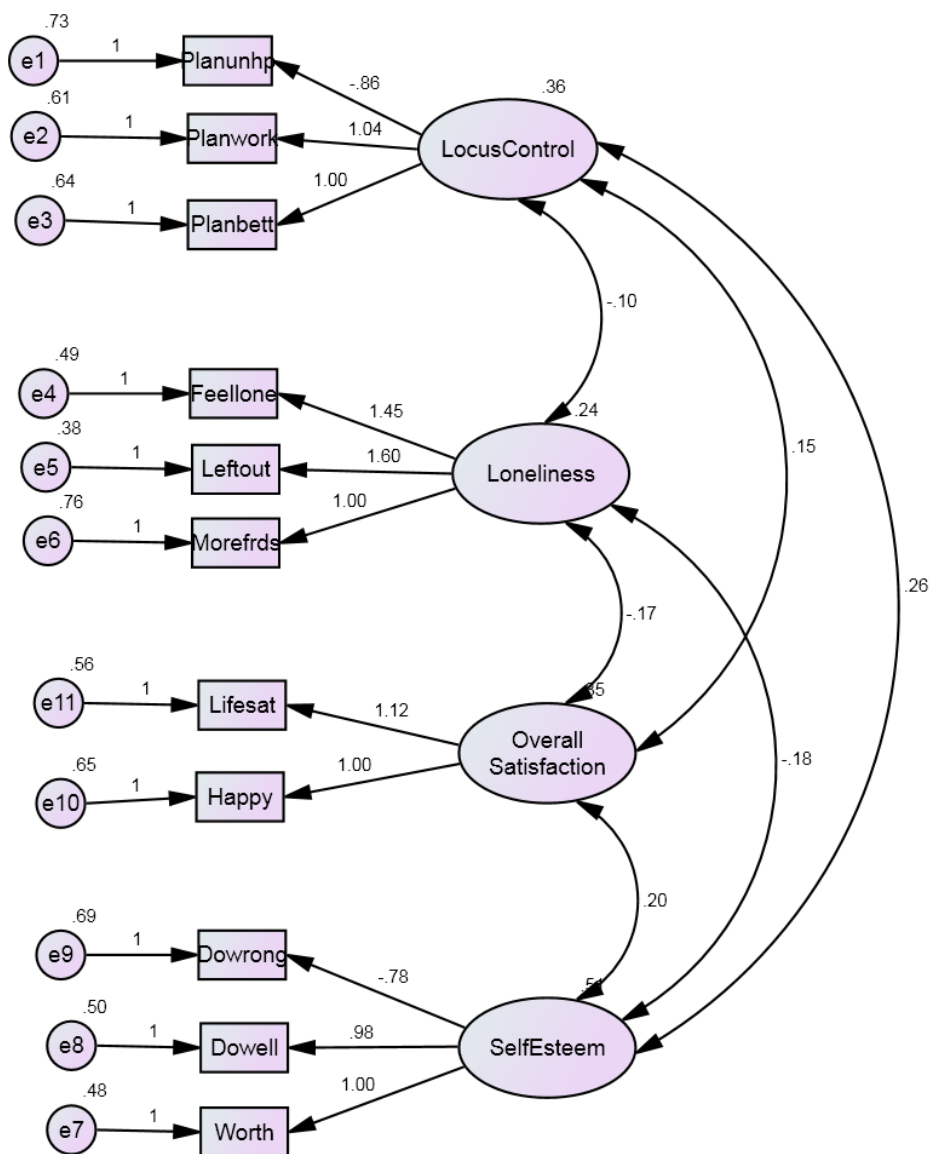 .73
e1
1
Planunhp
-.86
.36
.61
e2
1
Planwork
1.04
LocusControl
.64
e3
1
Planbett
1.00
-.10
.49
e4
1
Feellone
1.45
.24
.38
e5
1
Leftout
1.60
Loneliness
.15
.76
e6
1
Morefrds
1.00
.26
-.17
.56
e11
1
Lifesat
1.12
.35
Overall
Satisfaction
.65
e10
1
Happy
1.00
-.18
.20
.69
e9
1
Dowrong
-.78
.50
e8
1
Dowell
.98
SelfEsteem
.48
e7
1
Worth
1.00